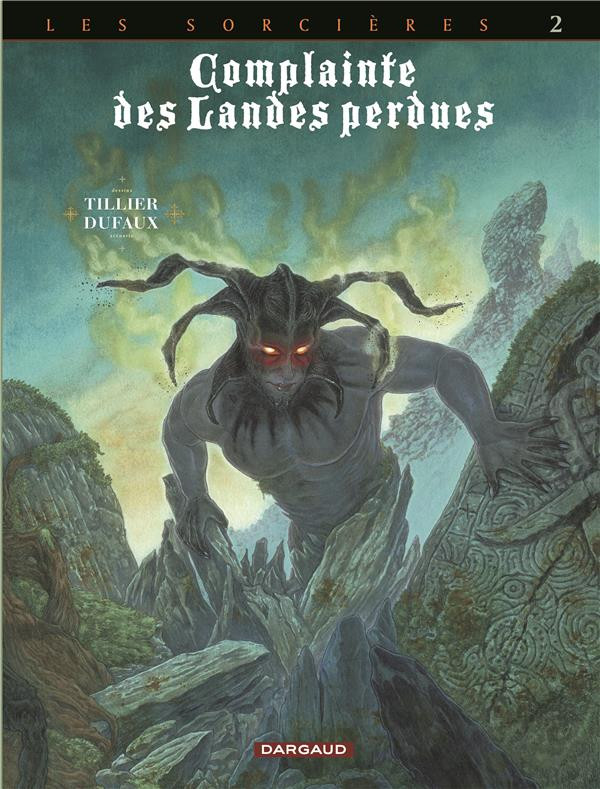 LES SORCIÈRES 2
Complainte
des Landes perdues
dessins
TILLIER
DUFAUX
scénario
DARGAUD